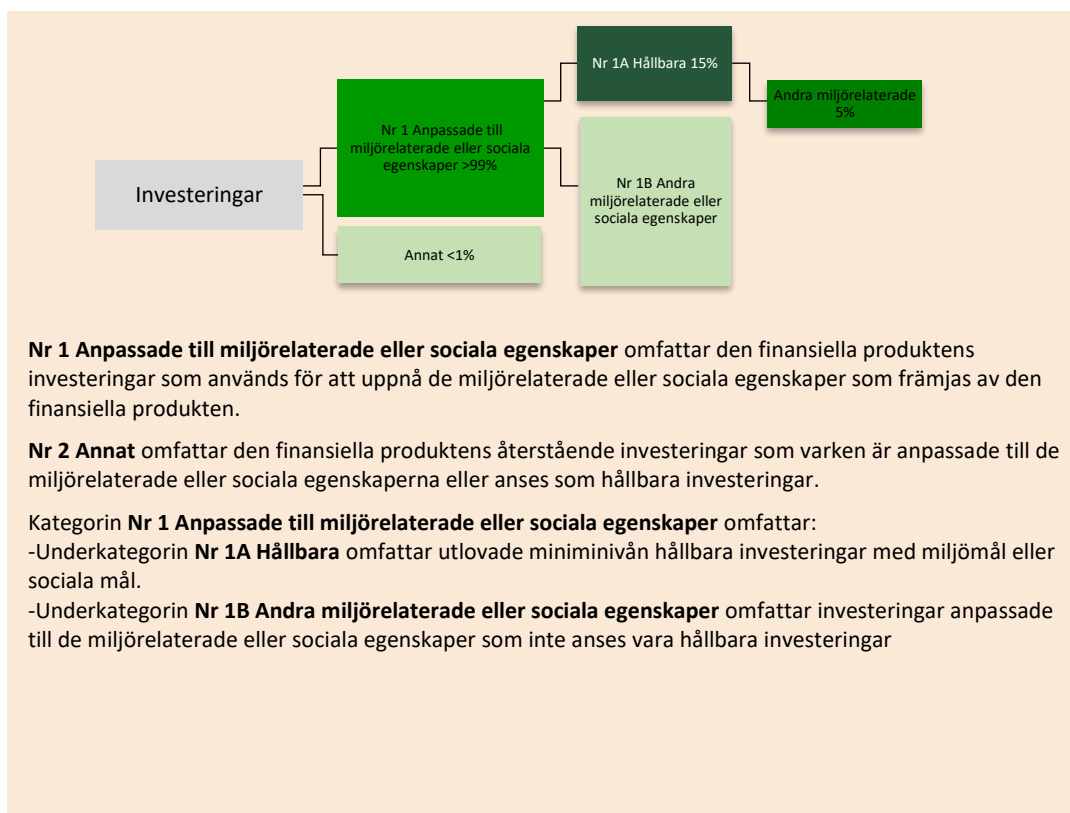 Nr 1A Hållbara 15%
Andra miljörelaterade
5%
Nr 1 Anpassade till
miljörelaterade eller sociala
egenskaper >99%
Investeringar
Nr 1B Andra
miljörelaterade eller
sociala egenskaper
Annat <1%
Nr 1 Anpassade till miljörelaterade eller sociala egenskaper omfattar den finansiella produktens
investeringar som används för att uppnå de miljörelaterade eller sociala egenskaper som främjas av den
finansiella produkten.
Nr 2 Annat omfattar den finansiella produktens återstående investeringar som varken är anpassade till de
miljörelaterade eller sociala egenskaperna eller anses som hållbara investeringar.
Kategorin Nr 1 Anpassade till miljörelaterade eller sociala egenskaper omfattar:
-Underkategorin Nr 1A Hållbara omfattar utlovade miniminivån hållbara investeringar med miljömål eller
sociala mål.
-Underkategorin Nr 1B Andra miljörelaterade eller sociala egenskaper omfattar investeringar anpassade
till de miljörelaterade eller sociala egenskaper som inte anses vara hållbara investeringar